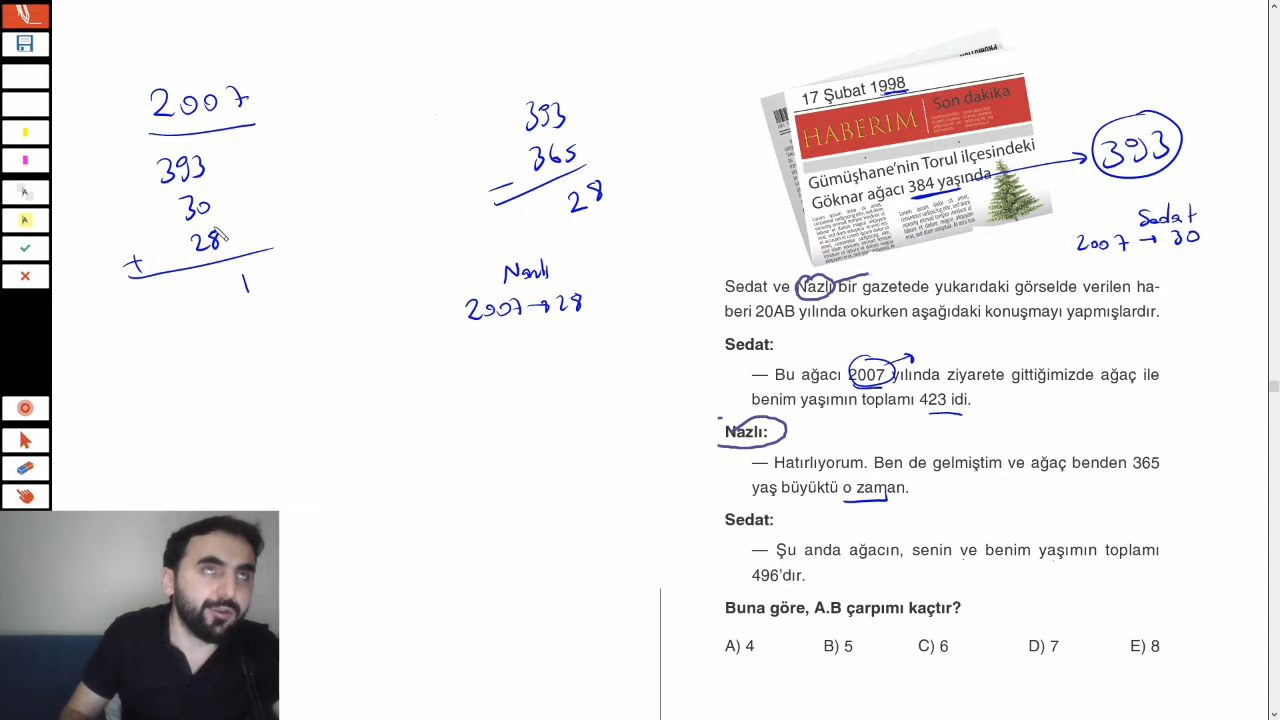 2007
393
30
28
+
1
393
365
-
28
Nazlı
2007 → 28
17 Şubat 1998
HABERIM
Son dakika
Gümüşhane'nin Torul ilçesindeki
Göknar ağacı 384 yaşında
393
Sedat
2007 → 30
Sedat ve Nazlı bir gazetede yukarıdaki görselde verilen ha-
beri 20AB yılında okurken aşağıdaki konuşmayı yapmışlardır.
Sedat:
— Bu ağacı 2007 yılında ziyarete gittiğimizde ağaç ile
benim yaşımın toplamı 423 idi.
Nazlı:
— Hatırlıyorum. Ben de gelmiştim ve ağaç benden 365
yaş büyüktü o zaman.
Sedat:
— Şu anda ağacın, senin ve benim yaşımın toplamı
496'dır.
Buna göre, A.B çarpımı kaçtır?
A) 4 B) 5 C) 6 D) 7 E) 8